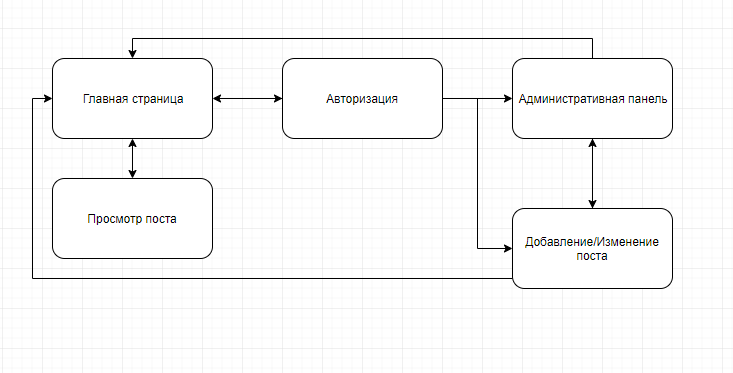 Главная страница
Авторизация
Административная панель
Просмотр поста
Добавление/Изменение
поста